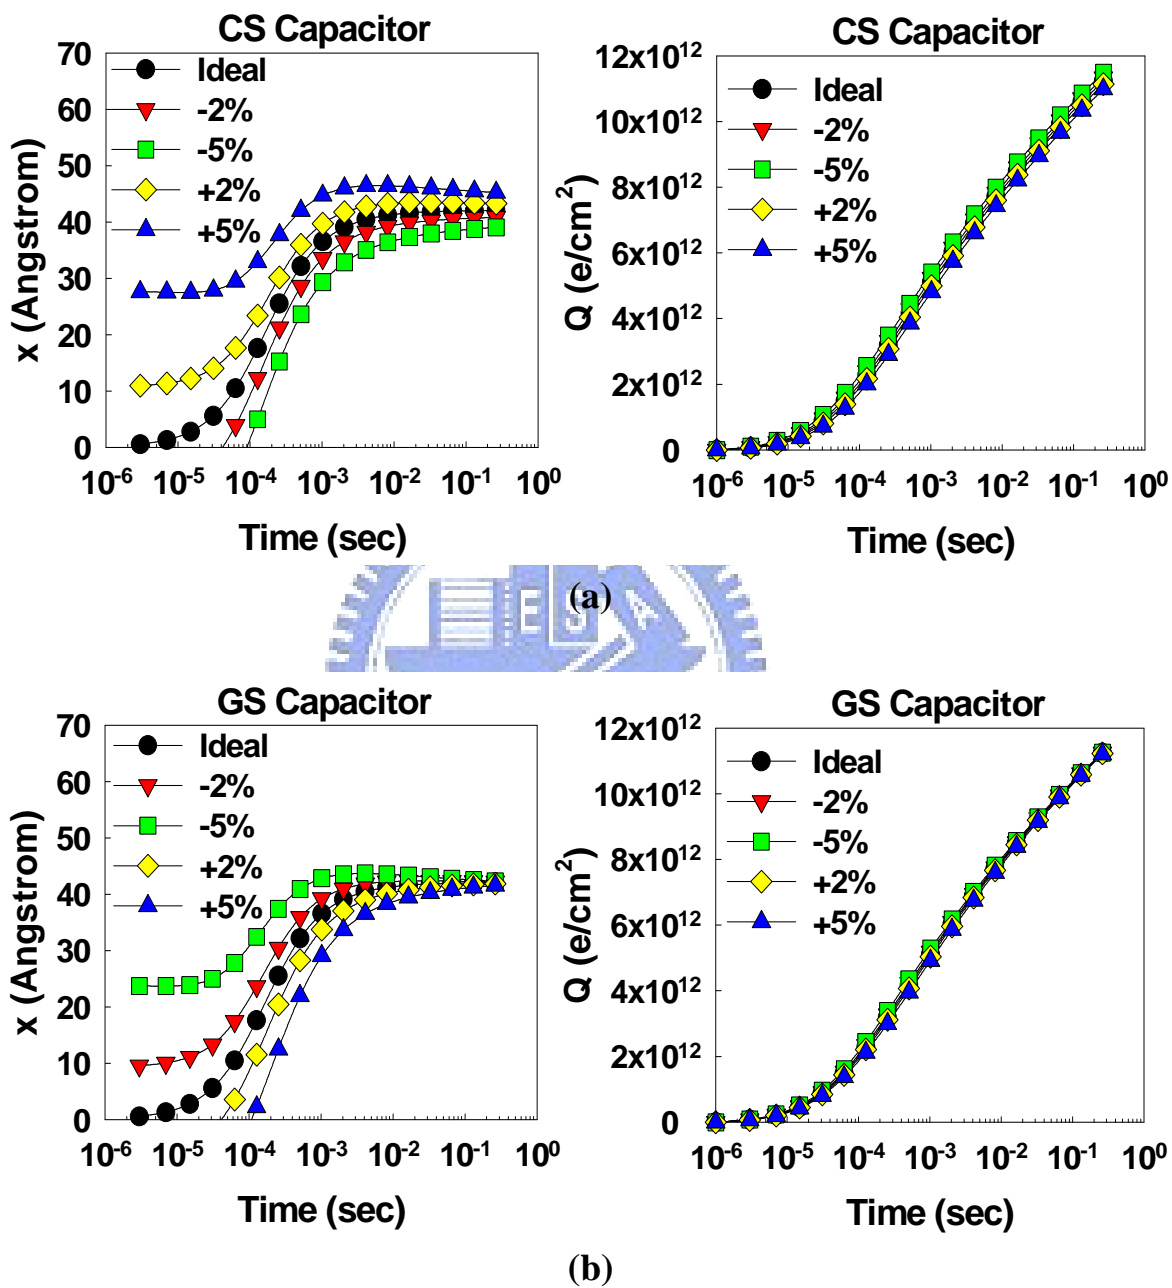 CS Capacitor
x (Angstrom)
70
60
50
40
30
20
10
0
Ideal
-2%
-5%
+2%
+5%
10⁻⁶ 10⁻⁵ 10⁻⁴ 10⁻³ 10⁻² 10⁻¹ 10⁰
Time (sec)
CS Capacitor
Q (e/cm²)
12x10¹²
10x10¹²
8x10¹²
6x10¹²
4x10¹²
2x10¹²
0
Ideal
-2%
-5%
+2%
+5%
10⁻⁶ 10⁻⁵ 10⁻⁴ 10⁻³ 10⁻² 10⁻¹ 10⁰
Time (sec)
(a)
E S A
GS Capacitor
x (Angstrom)
70
60
50
40
30
20
10
0
Ideal
-2%
-5%
+2%
+5%
10⁻⁶ 10⁻⁵ 10⁻⁴ 10⁻³ 10⁻² 10⁻¹ 10⁰
Time (sec)
GS Capacitor
Q (e/cm²)
12x10¹²
10x10¹²
8x10¹²
6x10¹²
4x10¹²
2x10¹²
0
Ideal
-2%
-5%
+2%
+5%
10⁻⁶ 10⁻⁵ 10⁻⁴ 10⁻³ 10⁻² 10⁻¹ 10⁰
Time (sec)
(b)